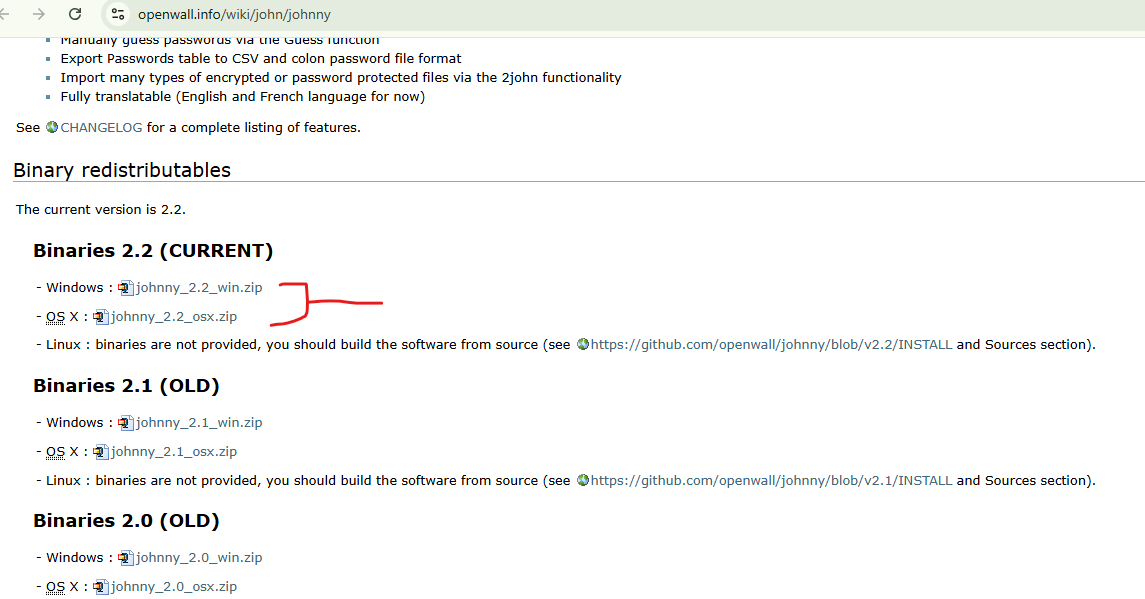 openwall.info/wiki/john/johnny
Manually guess passwords via the Guess function
Export Passwords table to CSV and colon password file format
Import many types of encrypted or password protected files via the 2john functionality
Fully translatable (English and French language for now)
See CHANGELOG for a complete listing of features.
Binary redistributables
The current version is 2.2.
Binaries 2.2 (CURRENT)
- Windows : johnny_2.2_win.zip
- OS X : johnny_2.2_osx.zip
- Linux : binaries are not provided, you should build the software from source (see https://github.com/openwall/johnny/blob/v2.2/INSTALL and Sources section).
Binaries 2.1 (OLD)
- Windows : johnny_2.1_win.zip
- OS X : johnny_2.1_osx.zip
- Linux : binaries are not provided, you should build the software from source (see https://github.com/openwall/johnny/blob/v2.1/INSTALL and Sources section).
Binaries 2.0 (OLD)
- Windows : johnny_2.0_win.zip
- OS X : johnny_2.0_osx.zip